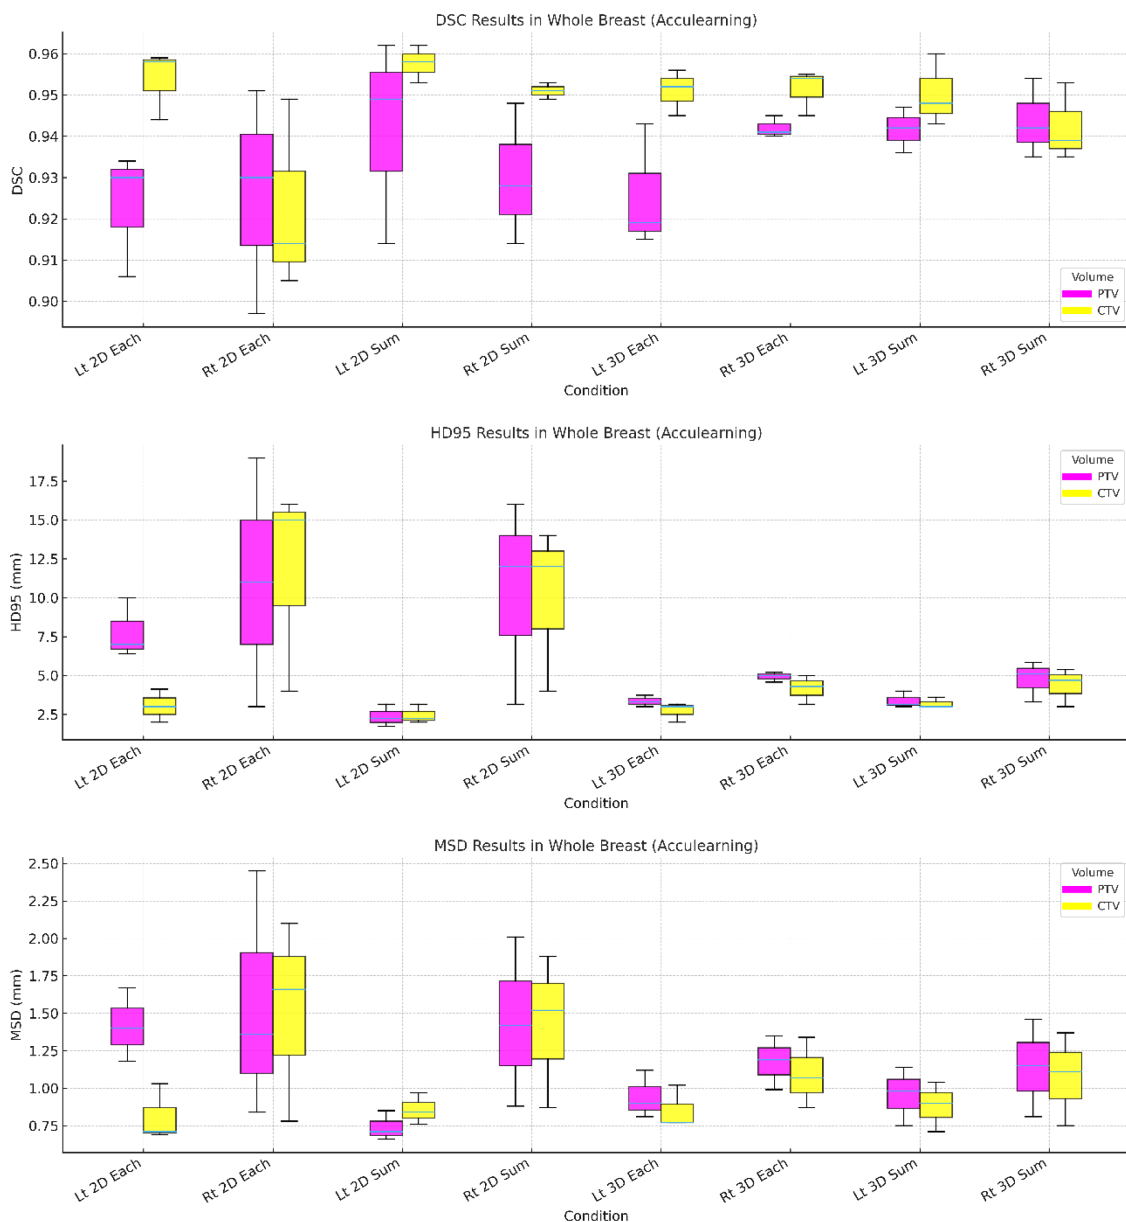 DSC Results in Whole Breast (Acculearning)
0.96
0.95
0.94
0.93
0.92
0.91
0.90
DSC
Volume
PTV
CTV
Lt 2D Each
Rt 2D Each
Lt 2D Sum
Rt 2D Sum
Lt 3D Each
Rt 3D Each
Lt 3D Sum
Rt 3D Sum
Condition
HD95 Results in Whole Breast (Acculearning)
17.5
15.0
12.5
10.0
7.5
5.0
2.5
HD95 (mm)
Volume
PTV
CTV
Lt 2D Each
Rt 2D Each
Lt 2D Sum
Rt 2D Sum
Lt 3D Each
Rt 3D Each
Lt 3D Sum
Rt 3D Sum
Condition
MSD Results in Whole Breast (Acculearning)
2.50
2.25
2.00
1.75
1.50
1.25
1.00
0.75
MSD (mm)
Volume
PTV
CTV
Lt 2D Each
Rt 2D Each
Lt 2D Sum
Rt 2D Sum
Lt 3D Each
Rt 3D Each
Lt 3D Sum
Rt 3D Sum
Condition